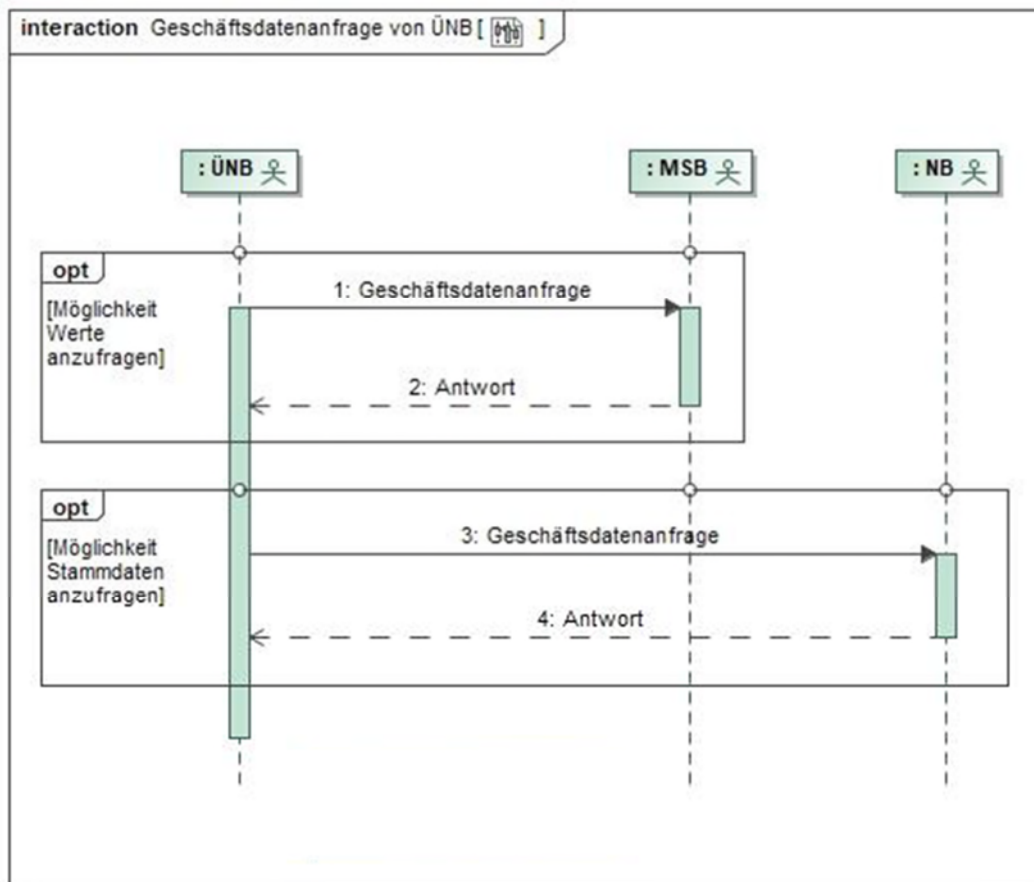 interaction Geschäftsdatenanfrage von ÜNB [ ]
: ÜNB
: MSB
: NB
opt
[Möglichkeit
Werte
anzufragen]
1: Geschäftsdatenanfrage
2: Antwort
opt
[Möglichkeit
Stammdaten
anzufragen]
3: Geschäftsdatenanfrage
4: Antwort